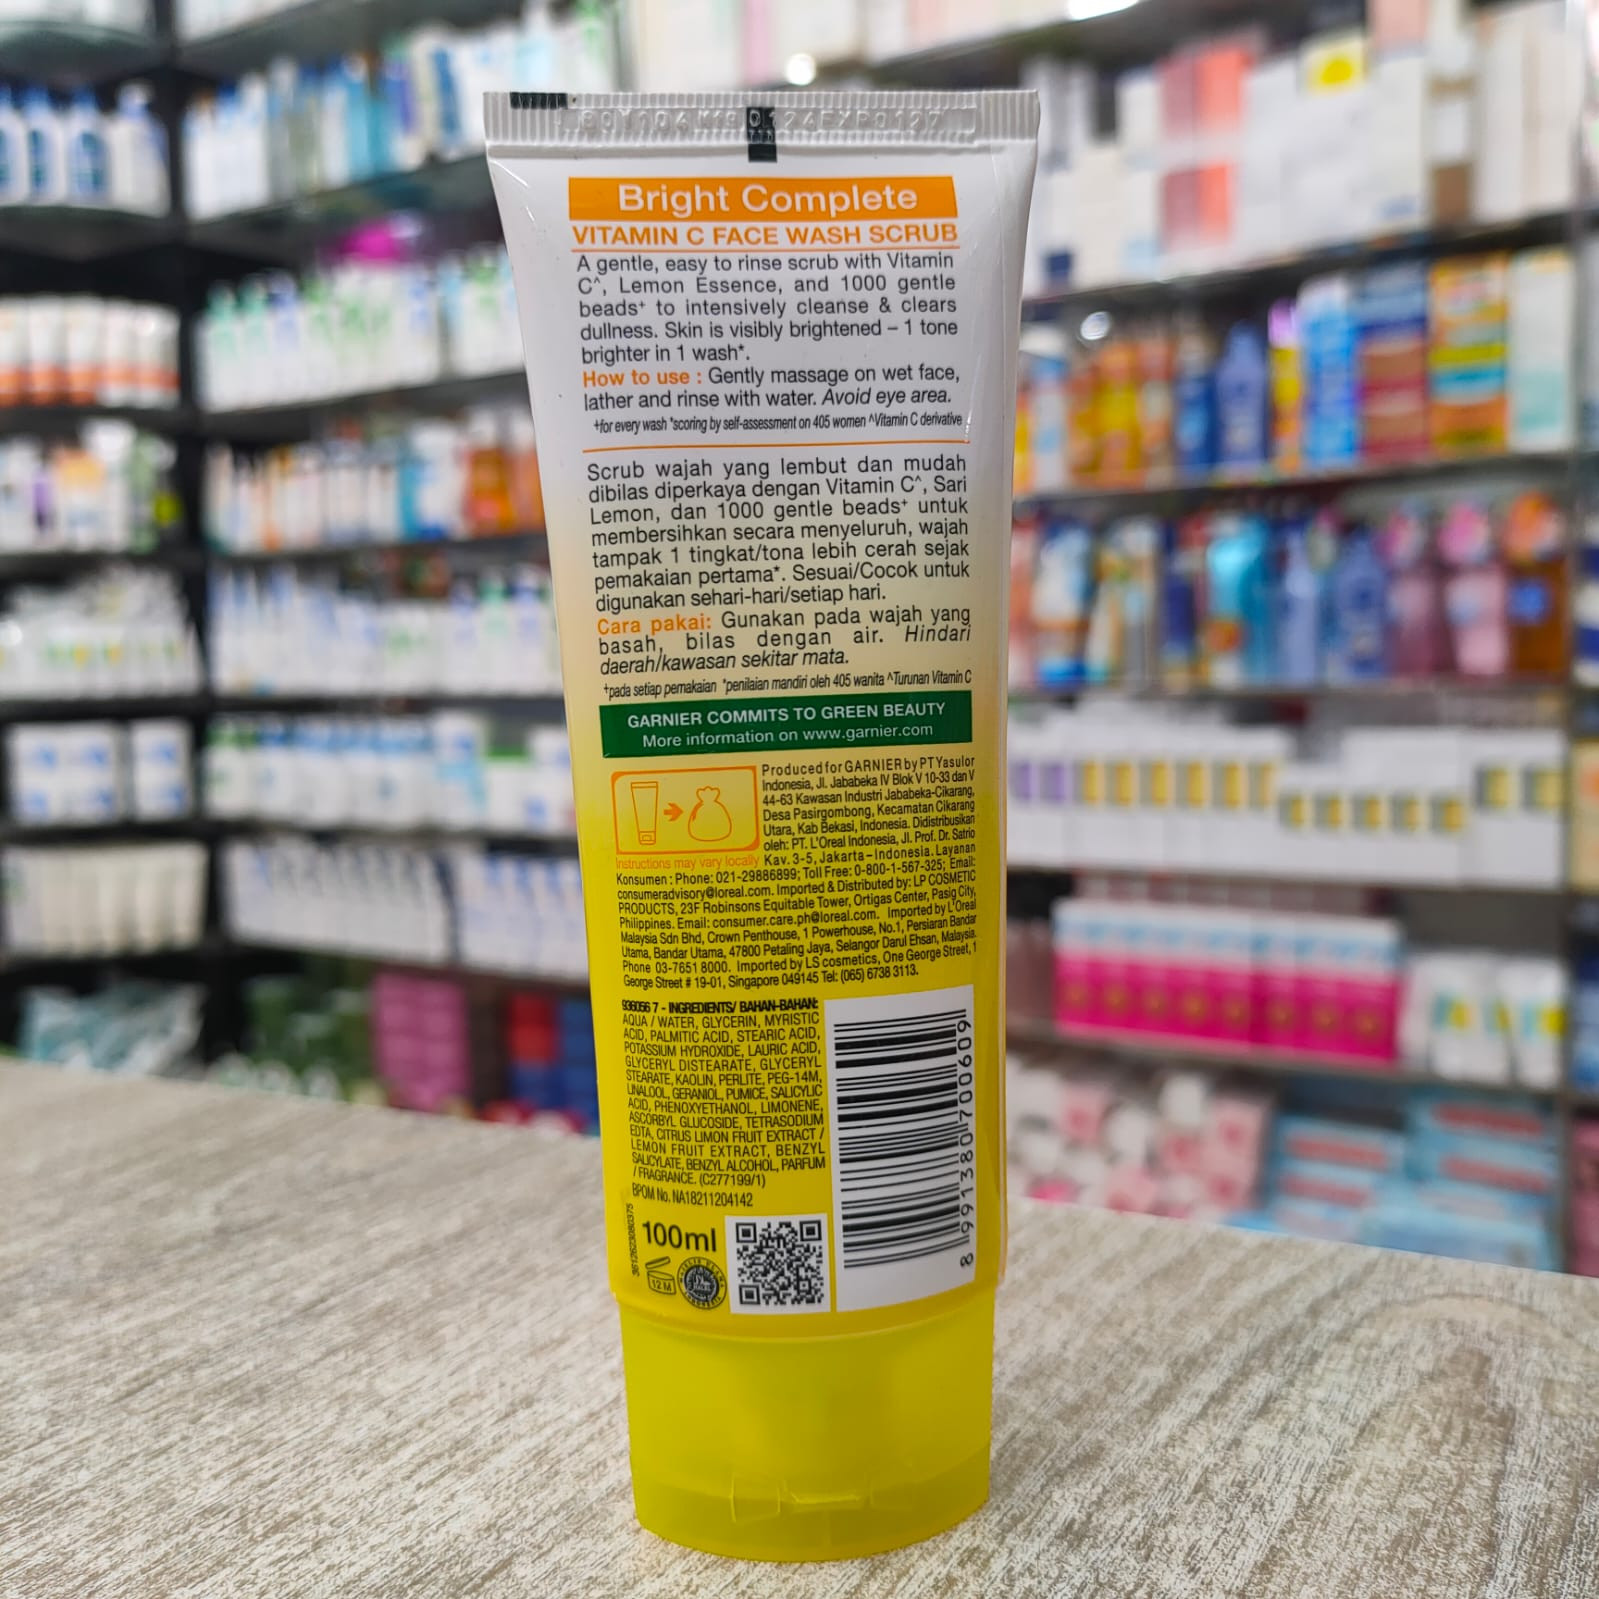 Bright Complete
VITAMIN C FACE WASH SCRUB
A gentle, easy to rinse scrub with Vitamin
C^, Lemon Essence, and 1000 gentle
beads⁺ to intensively cleanse & clears
dullness. Skin is visibly brightened – 1 tone
brighter in 1 wash*.
How to use : Gently massage on wet face,
lather and rinse with water. Avoid eye area.
⁺for every wash *scoring by self-assessment on 405 women ^Vitamin C derivative
Scrub wajah yang lembut dan mudah
dibilas diperkaya dengan Vitamin C^, Sari
Lemon, dan 1000 gentle beads⁺ untuk
membersihkan secara menyeluruh, wajah
tampak 1 tingkat/tona lebih cerah sejak
pemakaian pertama*. Sesuai/Cocok untuk
digunakan sehari-hari/setiap hari.
Cara pakai: Gunakan pada wajah yang
basah, bilas dengan air. Hindari
daerah/kawasan sekitar mata.
⁺pada setiap pemakaian *penilaian mandiri oleh 405 wanita ^Turunan Vitamin C
GARNIER COMMITS TO GREEN BEAUTY
More information on www.garnier.com
Produced for GARNIER by PT Yasulor
Indonesia, Jl. Jababeka IV Blok V 10-33 dan V
44-63 Kawasan Industri Jababeka-Cikarang,
Desa Pasirgombong, Kecamatan Cikarang
Utara, Kab Bekasi, Indonesia. Didistribusikan
oleh: PT. L'Oreal Indonesia, Jl. Prof. Dr. Satrio
Instructions may vary locally Kav. 3-5, Jakarta – Indonesia. Layanan
Konsumen : Phone: 021-29886899; Toll Free: 0-800-1-567-325; Email:
consumeradvisory@loreal.com. Imported & Distributed by: LP COSMETIC
PRODUCTS, 23F Robinsons Equitable Tower, Ortigas Center, Pasig City,
Philippines. Email: consumer.care.ph@loreal.com. Imported by L'Oreal
Malaysia Sdn Bhd, Crown Penthouse, 1 Powerhouse, No.1, Persiaran Bandar
Utama, Bandar Utama, 47800 Petaling Jaya, Selangor Darul Ehsan, Malaysia.
Phone 03-7651 8000. Imported by LS cosmetics, One George Street, 1
George Street # 19-01, Singapore 049145 Tel: (065) 6738 3113.
936056 7 - INGREDIENTS/ BAHAN-BAHAN:
AQUA / WATER, GLYCERIN, MYRISTIC
ACID, PALMITIC ACID, STEARIC ACID,
POTASSIUM HYDROXIDE, LAURIC ACID,
GLYCERYL DISTEARATE, GLYCERYL
STEARATE, KAOLIN, PERLITE, PEG-14M,
LINALOOL, GERANIOL, PUMICE, SALICYLIC
ACID, PHENOXYETHANOL, LIMONENE,
ASCORBYL GLUCOSIDE, TETRASODIUM
EDTA, CITRUS LIMON FRUIT EXTRACT /
LEMON FRUIT EXTRACT, BENZYL
SALICYLATE, BENZYL ALCOHOL, PARFUM
/ FRAGRANCE. (C277199/1)
BPOM No. NA18211204142
100ml
12 M
8 991380 700609